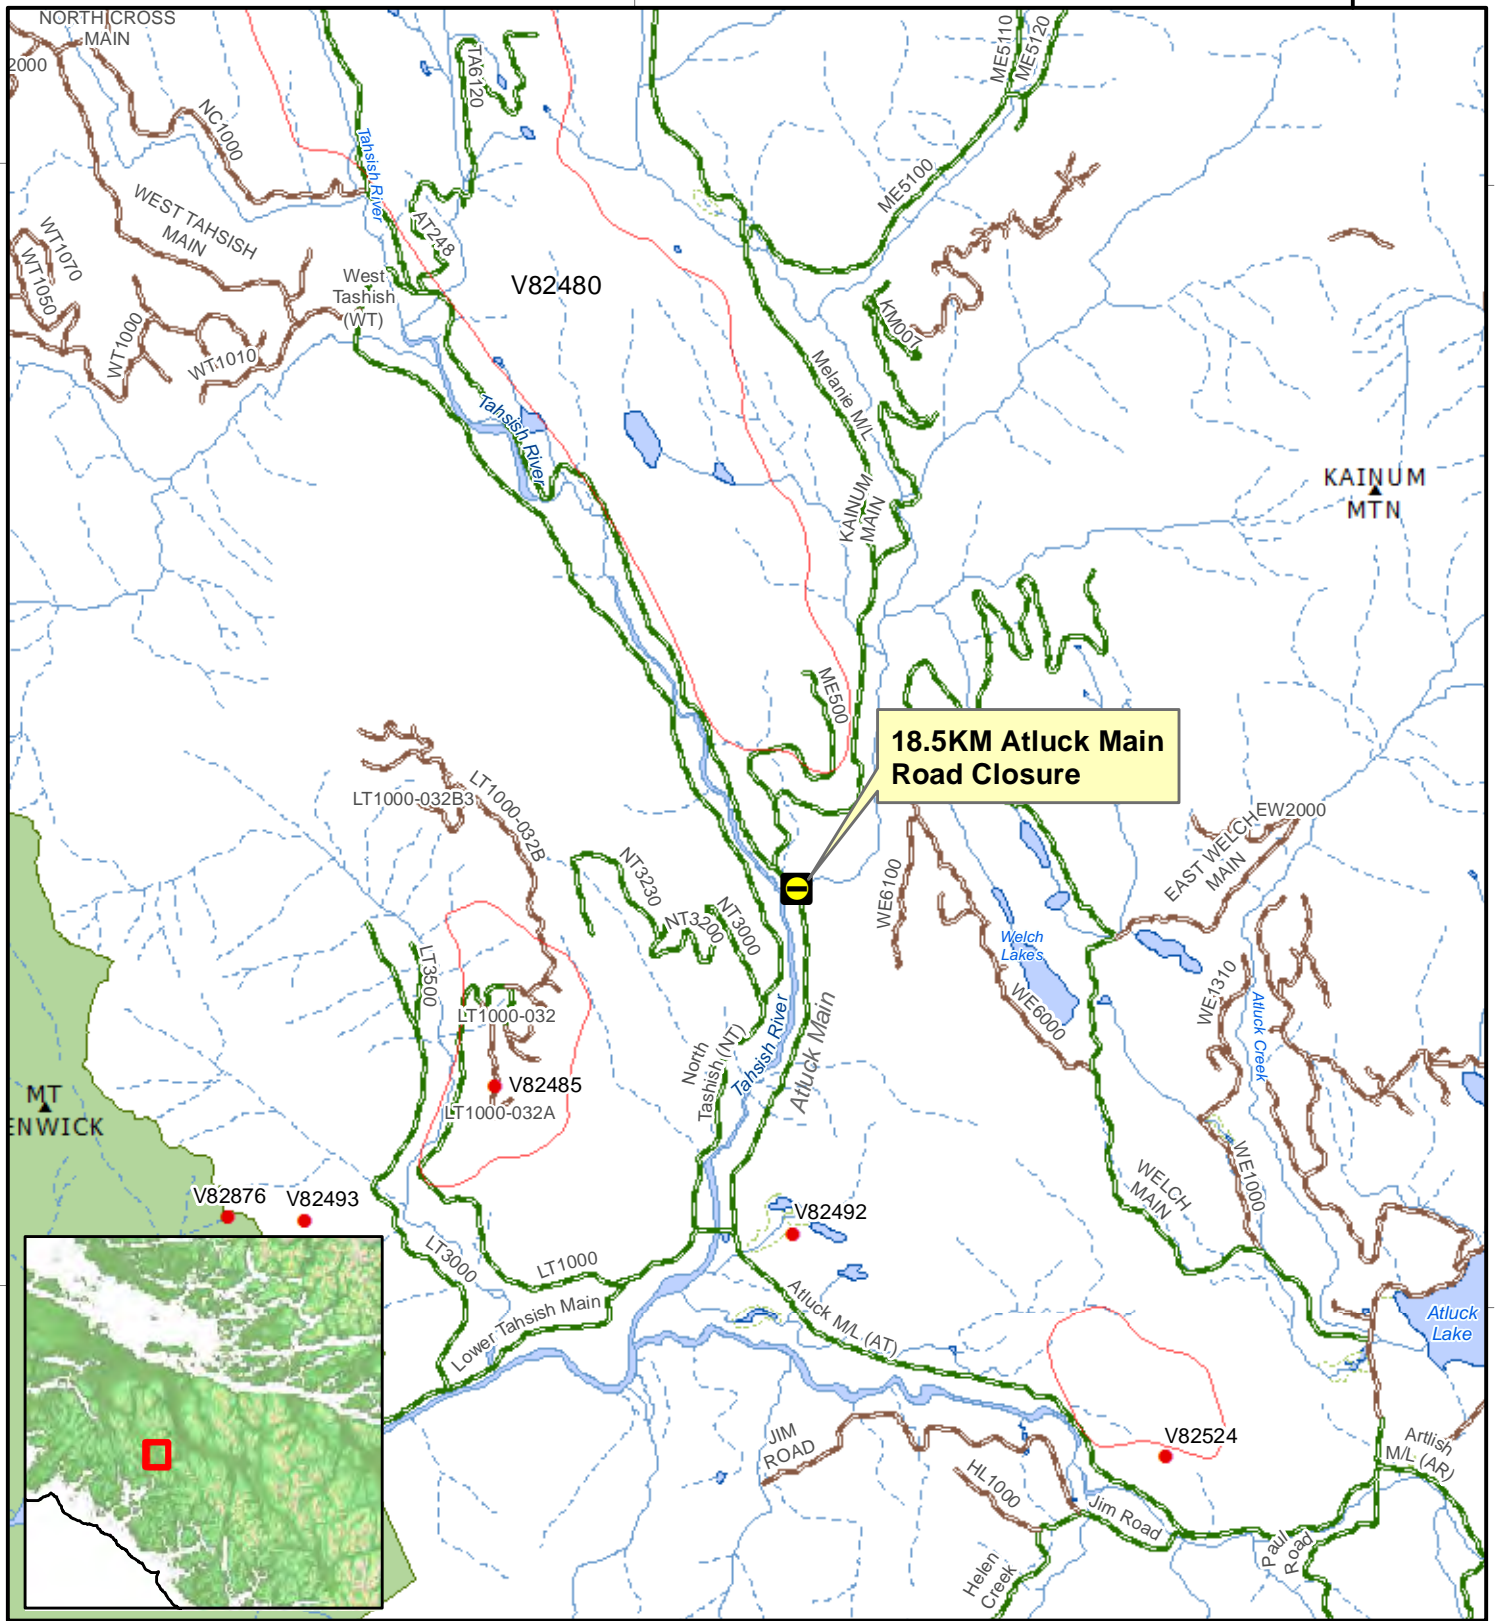 NORTH CROSS
MAIN
2000
NC1000
TA6120
ME5110
ME5120
Tahsish River
ME5100
WEST TAHSISH
MAIN
AT248
WT1070
WT1050
West
Tashish
(WT)
V82480
WT1000
WT1010
KM007
Melanie M/L
Tahsish River
KAINUM
MTN
KAINUM
MAIN
ME500
18.5KM Atluck Main
Road Closure
LT1000-032B3
LT1000-032B
EW2000
EAST WELCH
MAIN
NT3230
NT3200
NT3000
WE6100
Welch
Lakes
LT3500
LT1000-032
WE6000
WE1310
Atluck Creek
North
Tashish (NT)
Tahsish River
Atluck Main
MT
ENWICK
V82485
LT1000-032A
WELCH
MAIN
WE1000
V82876
V82493
V82492
LT3000
LT1000
Lower Tahsish Main
Atluck M/L (AT)
Atluck
Lake
JIM
ROAD
V82524
Artlish
M/L (AR)
HL1000
Jim Road
Paul
Road
Helen
Creek